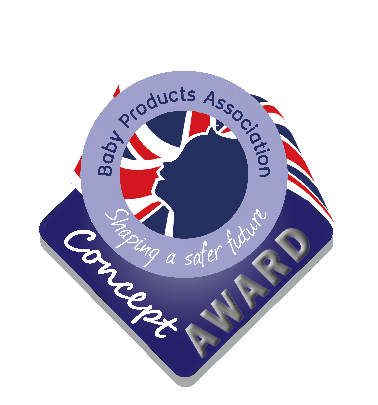 Baby Products Association
Shaping a safer future
Concept
AWARD